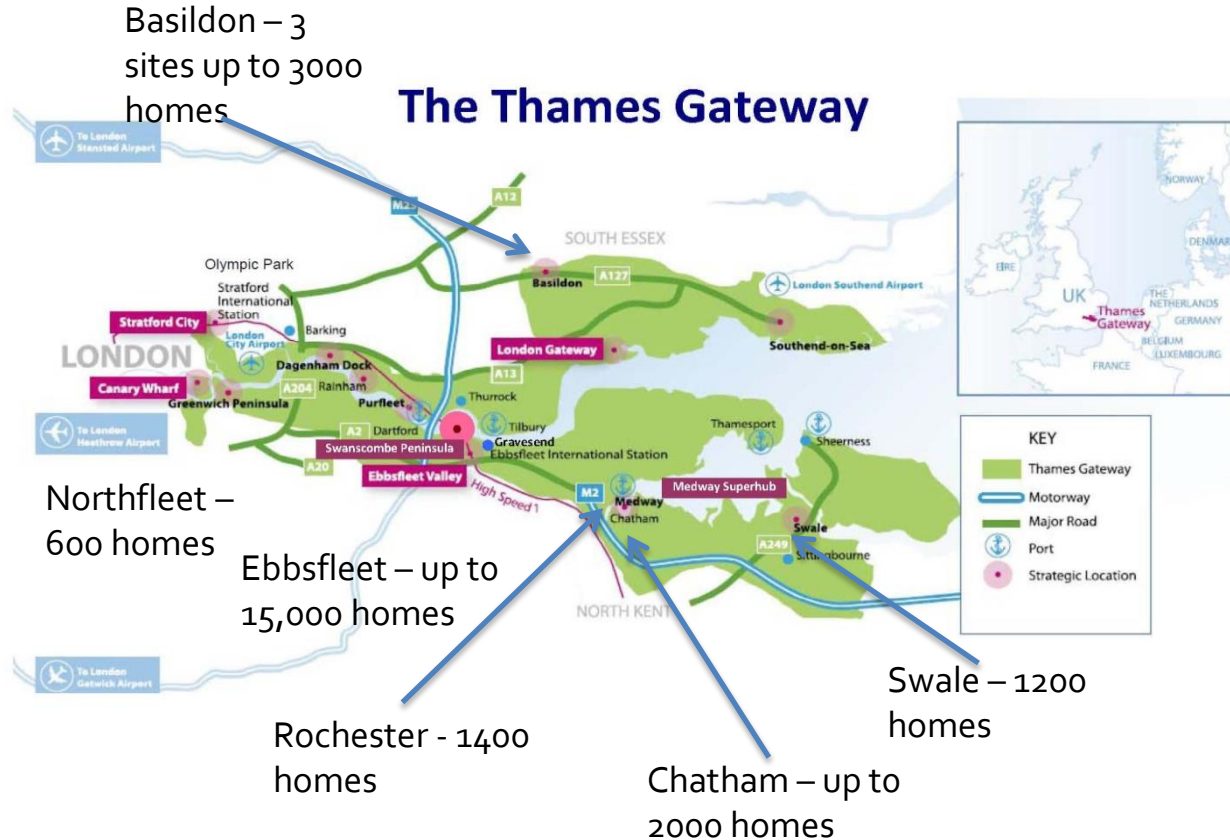 Basildon – 3
sites up to 3000
homes
The Thames Gateway
To London
Stansted Airport
M25
A12
SOUTH ESSEX
Olympic Park
Stratford
International
Station
Stratford City
London
City Airport
Barking
LONDON
Canary Wharf
Greenwich Peninsula
Dagenham Dock
Rainham
A204
Purfleet
A13
Thurrock
Basildon
A127
London Southend Airport
Southend-on-Sea
London Gateway
To London
Heathrow Airport
A2
Dartford
A20
Swanscombe Peninsula
Tilbury
Gravesend
Ebbsfleet International Station
Ebbsfleet Valley
High Speed 1
M2
Medway
Chatham
Medway Superhub
Thamesport
Sheerness
Swale
A249
Sittingbourne
NORTH KENT
To London
Gatwick Airport
NORWAY
DENMAR
EIRE
UK
THE
NETHERLANDS
Thames
Gateway
GERMANY
BELGIUM
LUXEMBOURG
FRANCE
KEY
Thames Gateway
Motorway
Major Road
Port
Strategic Location
Northfleet –
600 homes
Ebbsfleet – up to
15,000 homes
Rochester - 1400
homes
Chatham – up to
2000 homes
Swale – 1200
homes